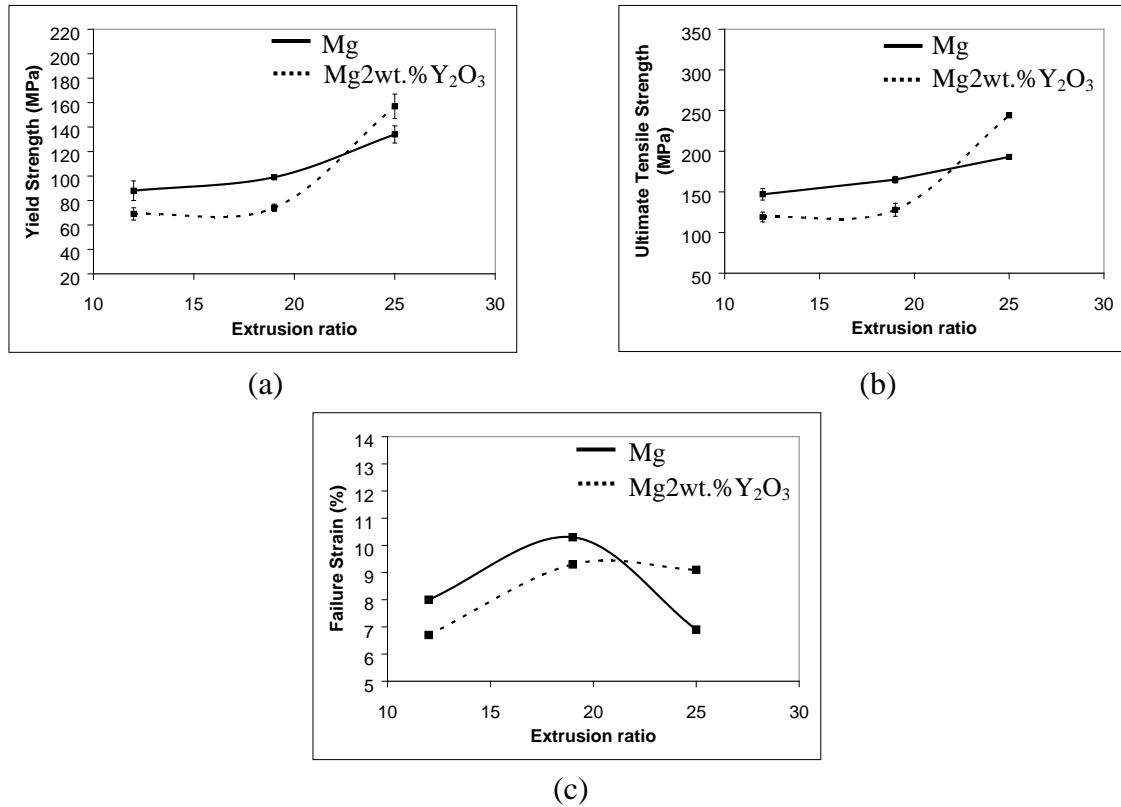 220
200
180
160
140
120
100
80
60
40
20
Yield Strength (MPa)
Mg
Mg2wt.%Y₂O₃
10 15 20 25 30
Extrusion ratio
(a)
350
300
250
200
150
100
50
Ultimate Tensile Strength
(MPa)
Mg
Mg2wt.%Y₂O₃
10 15 20 25 30
Extrusion ratio
(b)
14
13
12
11
10
9
8
7
6
5
Failure Strain (%)
Mg
Mg2wt.%Y₂O₃
10 15 20 25 30
Extrusion ratio
(c)